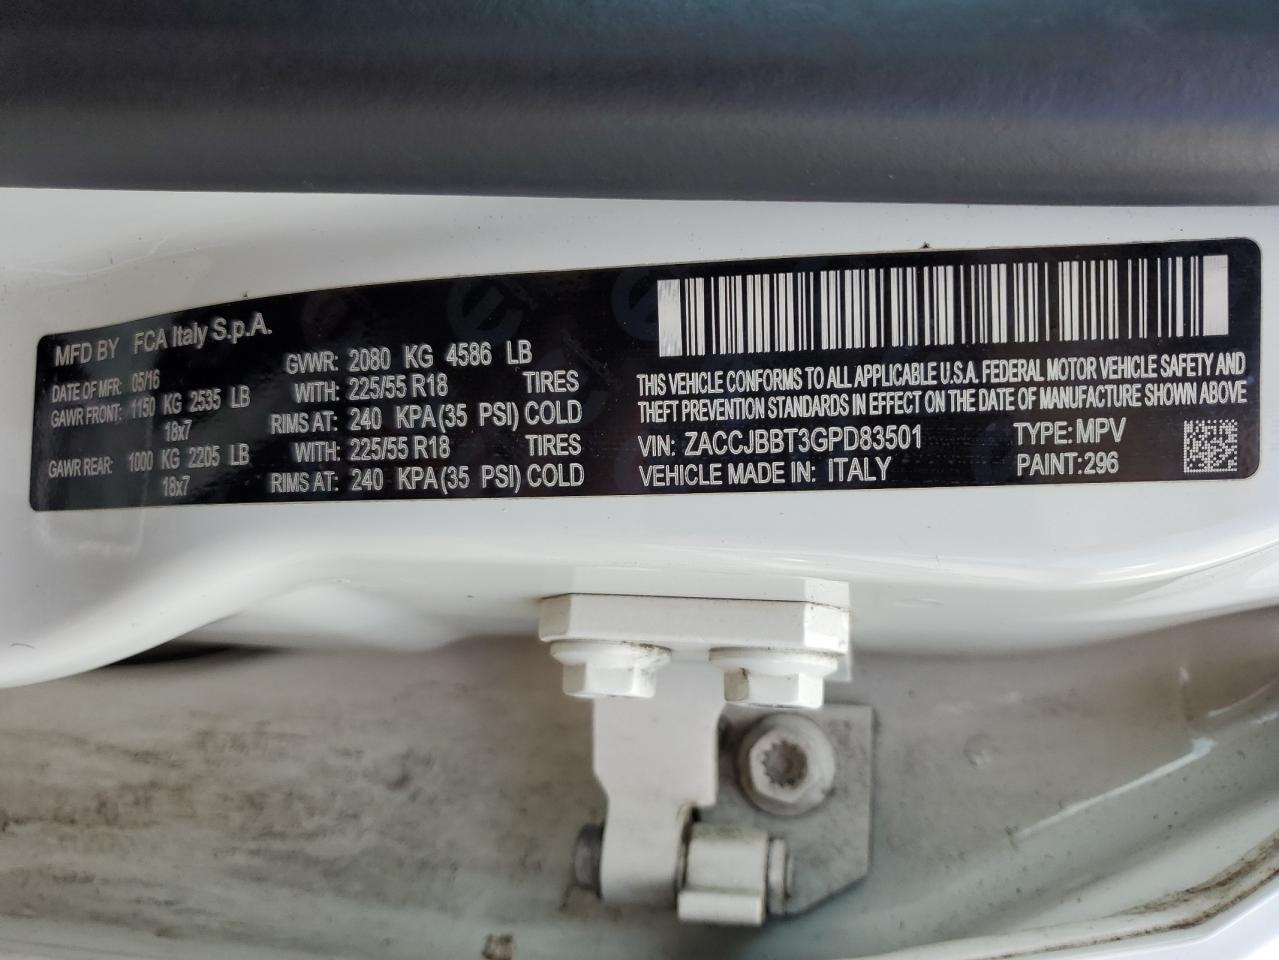 MFD BY FCA Italy S.p.A.
DATE OF MFR: 05/16 GVWR: 2080 KG 4586 LB
GAWR FRONT: 1150 KG 2535 LB WITH: 225/55 R18 TIRES
18x7 RIMS AT: 240 KPA(35 PSI) COLD
GAWR REAR: 1000 KG 2205 LB WITH: 225/55 R18 TIRES
18x7 RIMS AT: 240 KPA(35 PSI) COLD
THIS VEHICLE CONFORMS TO ALL APPLICABLE U.S.A. FEDERAL MOTOR VEHICLE SAFETY AND
THEFT PREVENTION STANDARDS IN EFFECT ON THE DATE OF MANUFACTURE SHOWN ABOVE
VIN: ZACCJBBT3GPD83501 TYPE: MPV
VEHICLE MADE IN: ITALY PAINT: 296